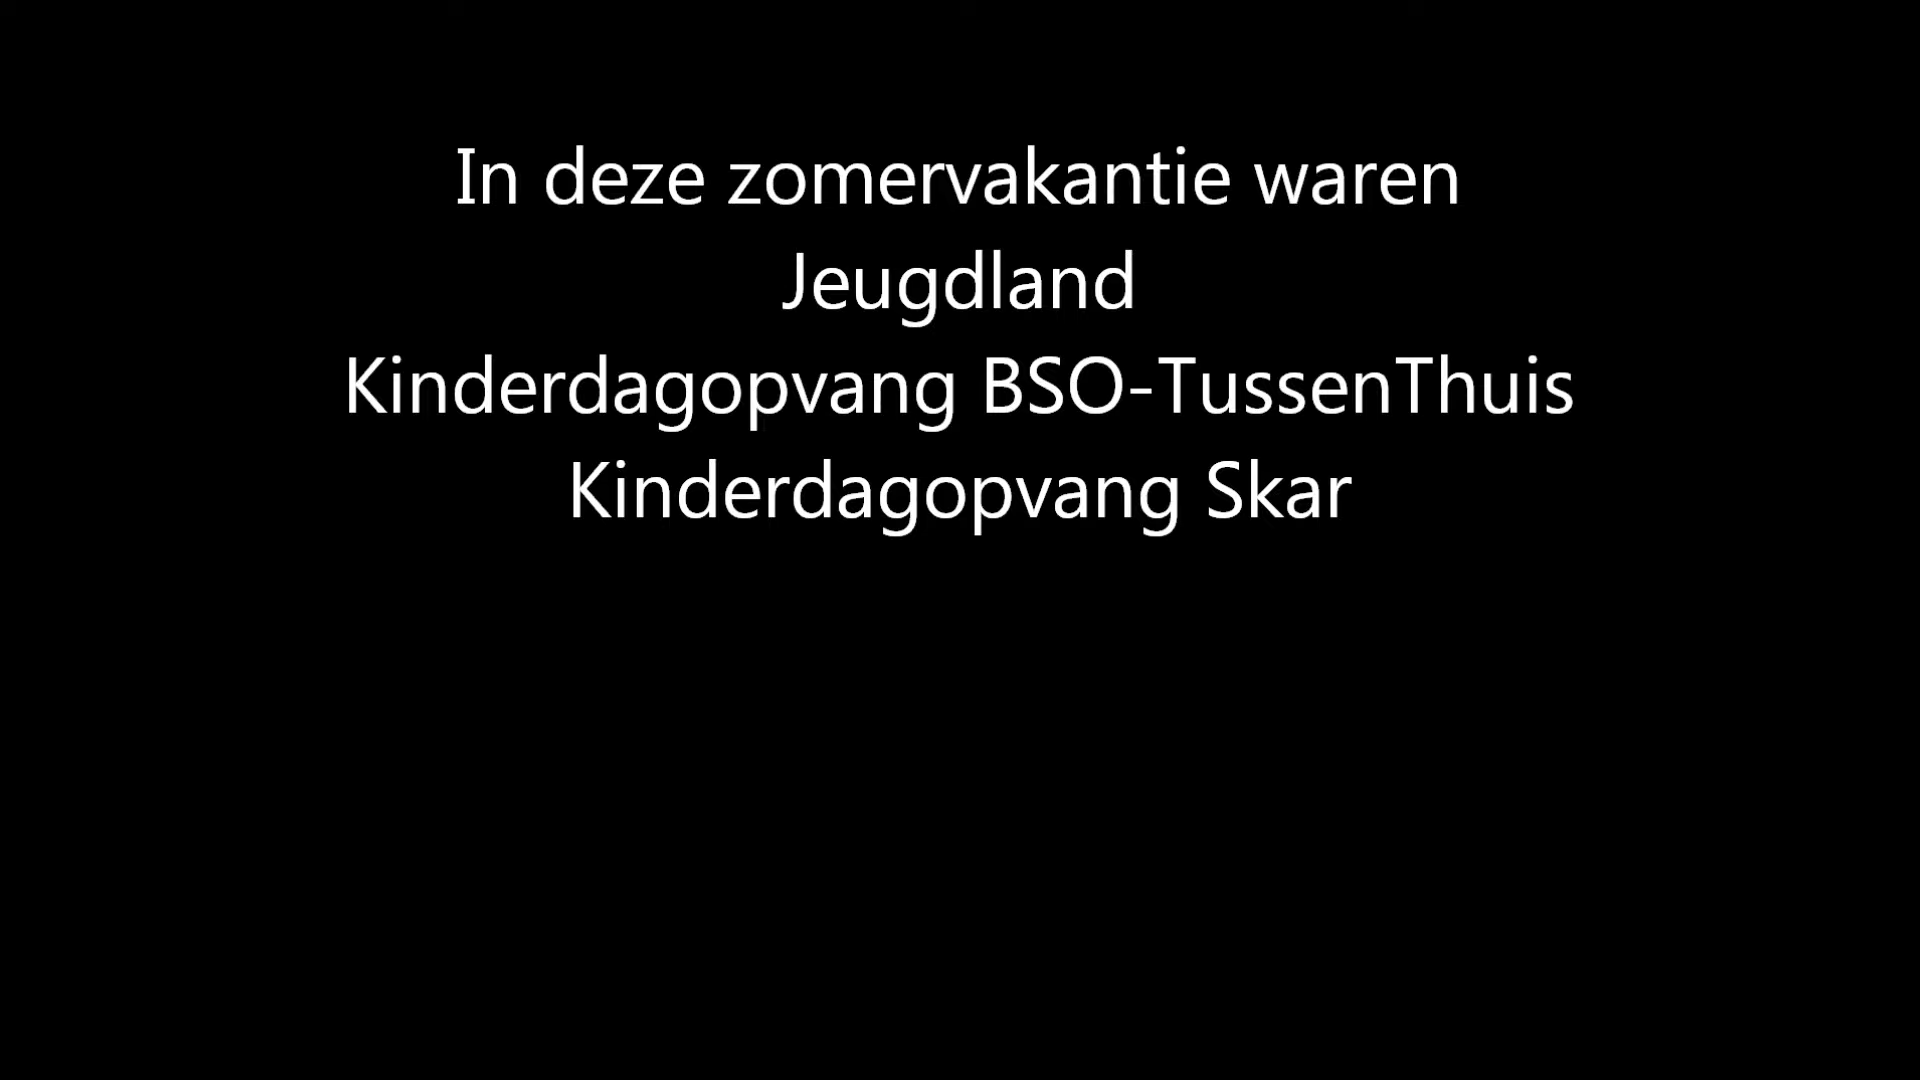 In deze zomervakantie waren
Jeugdland
Kinderdagopvang BSO-TussenThuis
Kinderdagopvang Skar